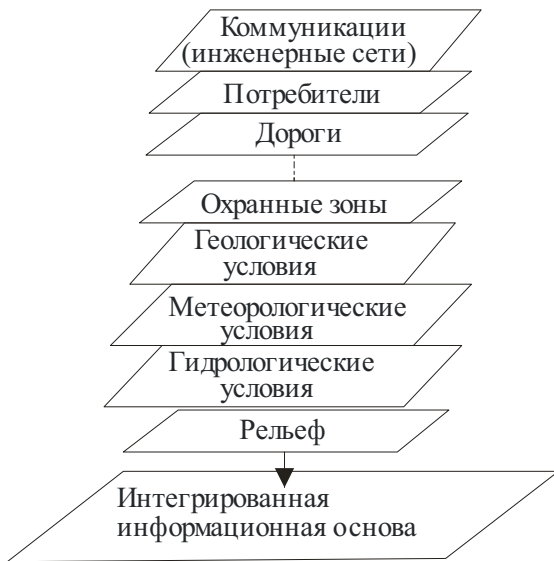 Коммуникации
(инженерные сети)
Потребители
Дороги
Охранные зоны
Геологические
условия
Метеорологические
условия
Гидрологические
условия
Рельеф
Интегрированная
информационная основа